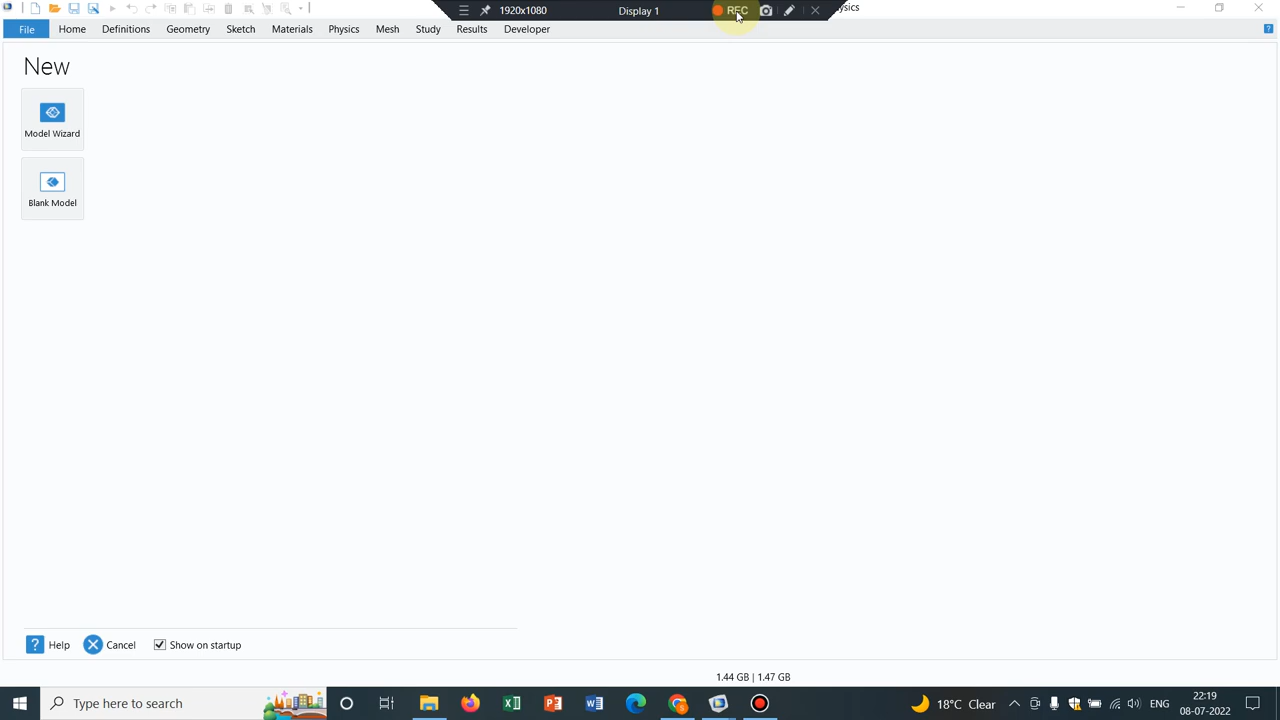 1920x1080 Display 1 REC ysics
File Home Definitions Geometry Sketch Materials Physics Mesh Study Results Developer ?
New
Model Wizard
Blank Model
? Help Cancel Show on startup
1.44 GB | 1.47 GB
Type here to search 18°C Clear ENG 22:19
08-07-2022